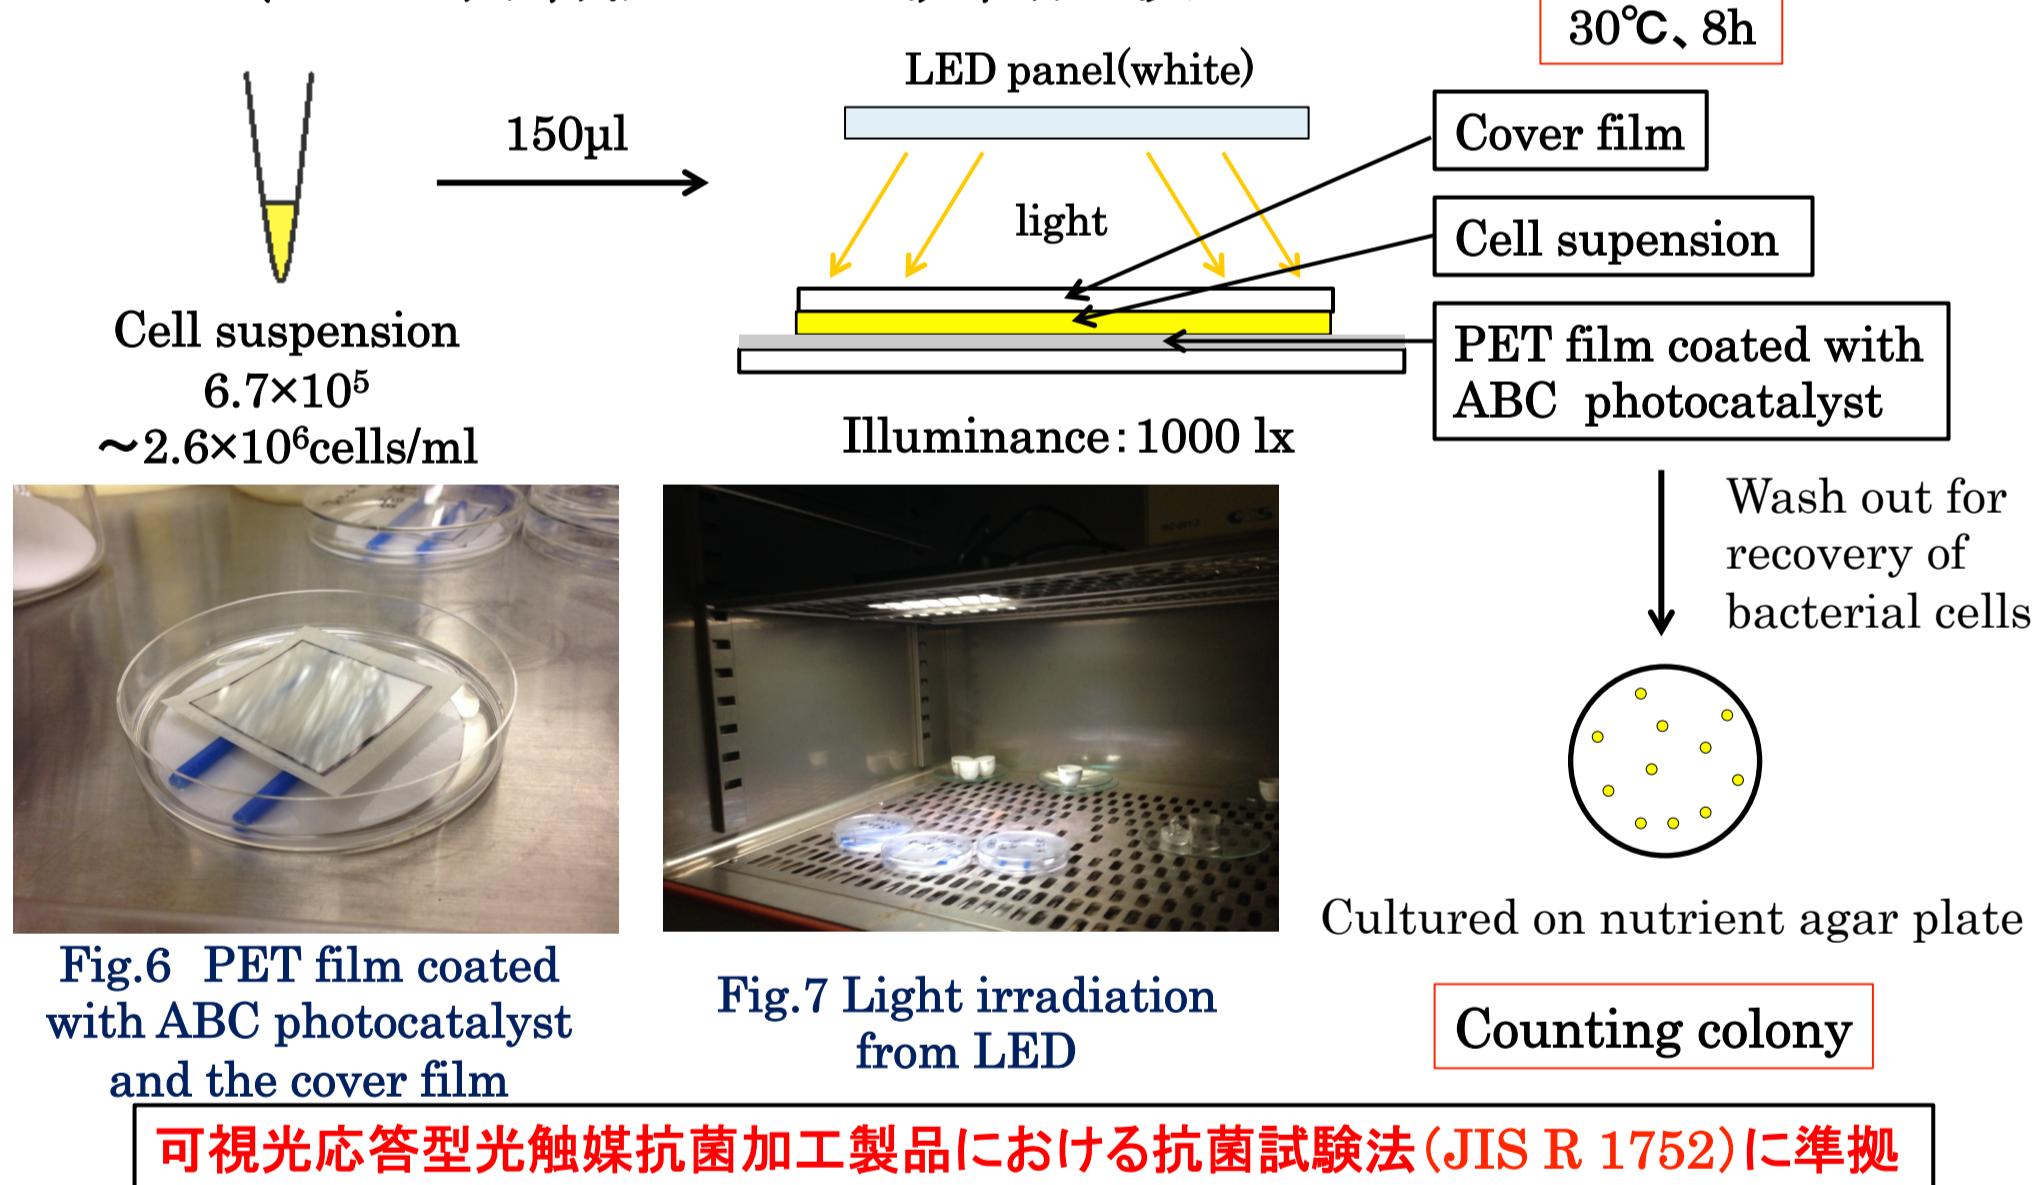 30℃、8h
LED panel(white)
150µl
Cover film
light
Cell supension
Cell suspension
6.7×10⁵
～2.6×10⁶cells/ml
PET film coated with
ABC photocatalyst
Illuminance：1000 lx
Wash out for
recovery of
bacterial cells
Cultured on nutrient agar plate
Fig.6 PET film coated
with ABC photocatalyst
and the cover film
Fig.7 Light irradiation
from LED
Counting colony
可視光応答型光触媒抗菌加工製品における抗菌試験法（JIS R 1752）に準拠